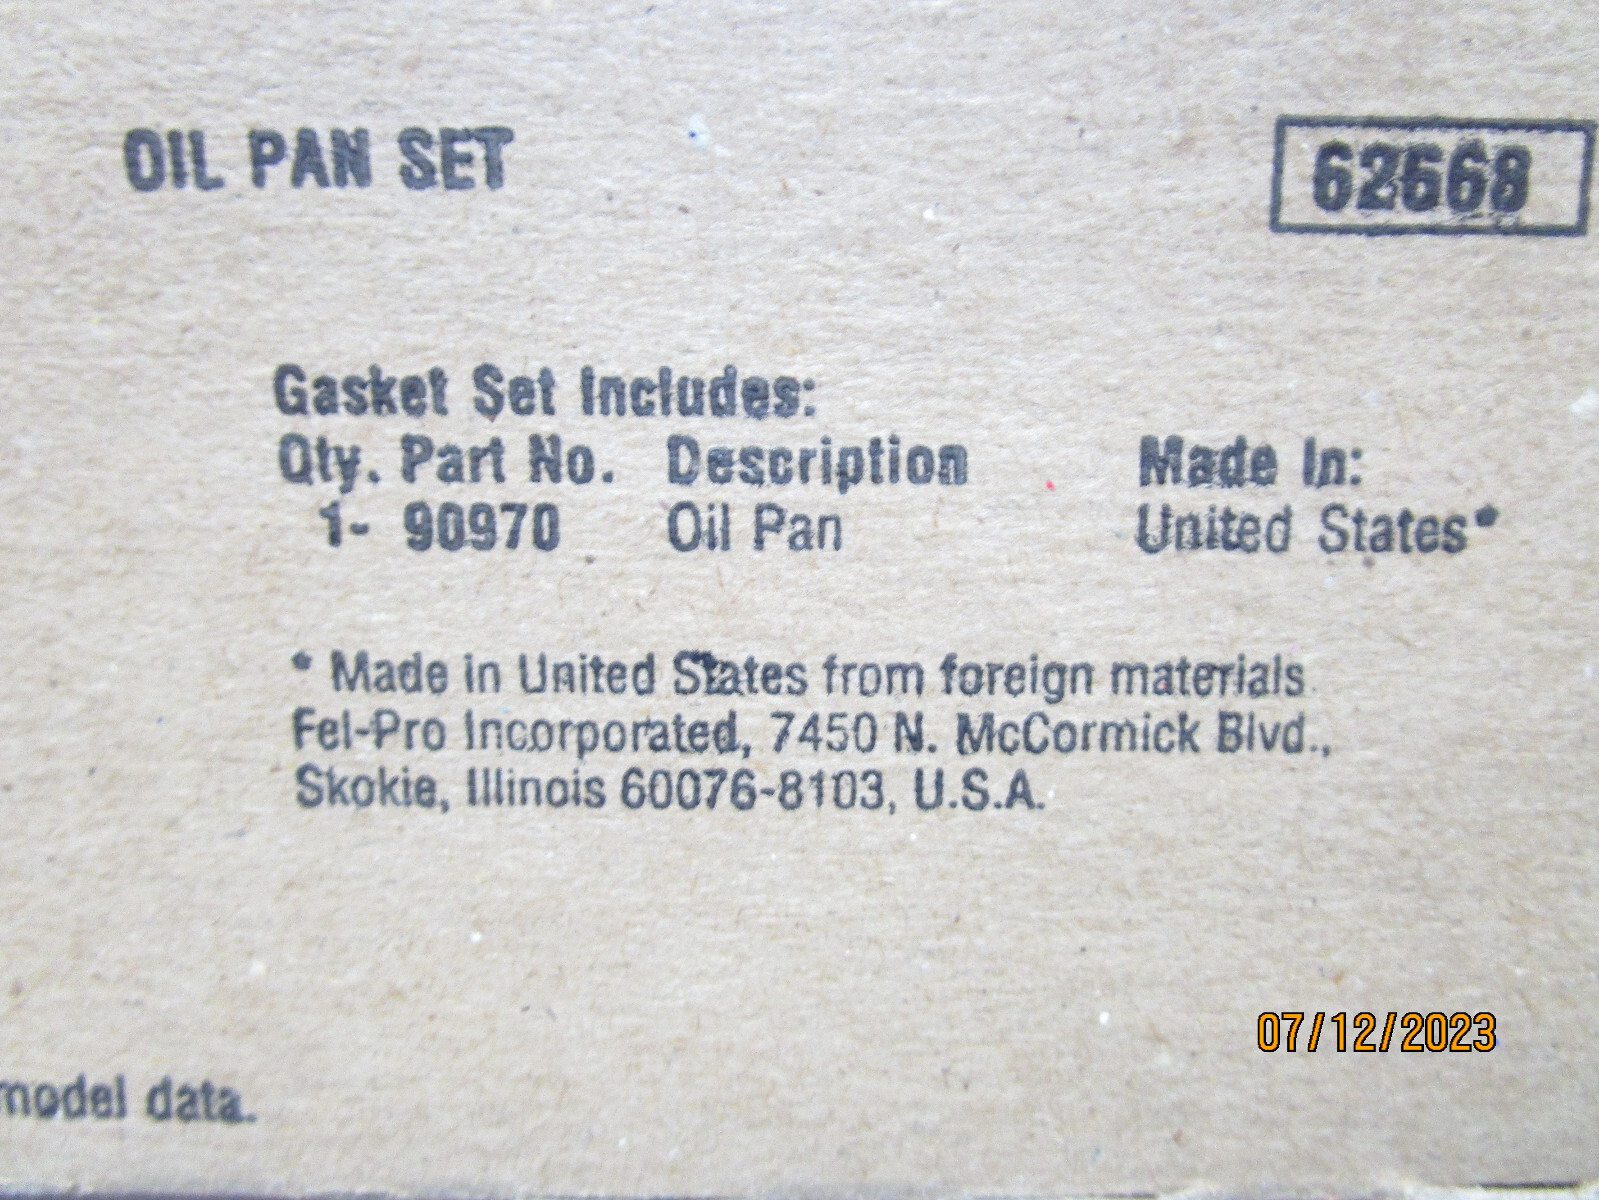 OIL PAN SET
62668
Gasket Set Includes:
Qty. Part No. Description Made In:
1- 90970 Oil Pan United States*
* Made in United States from foreign materials.
Fel-Pro Incorporated, 7450 N. McCormick Blvd.,
Skokie, Illinois 60076-8103, U.S.A.
07/12/2023
model data.